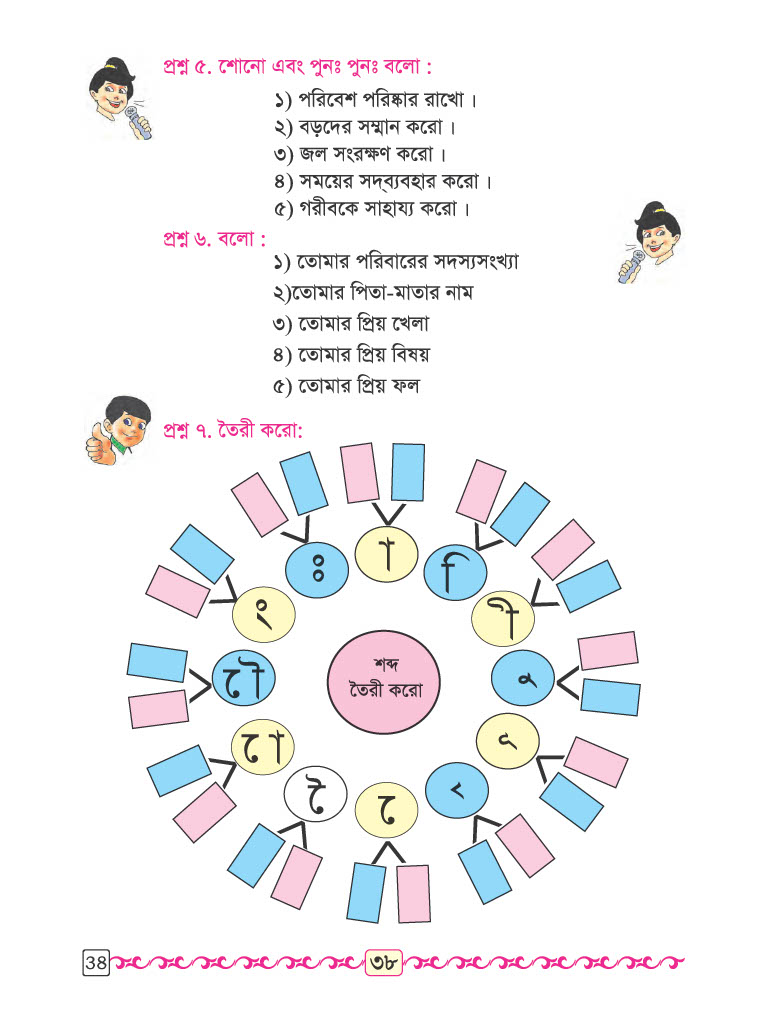 প্রশ্ন ৫. শোনো এবং পুনঃ পুনঃ বলো :
১) পরিবেশ পরিষ্কার রাখো ।
২) বড়দের সম্মান করো ।
৩) জল সংরক্ষণ করো ।
৪) সময়ের সদ্‌ব্যবহার করো ।
৫) গরীবকে সাহায্য করো ।
প্রশ্ন ৬. বলো :
১) তোমার পরিবারের সদস্যসংখ্যা
২)তোমার পিতা-মাতার নাম
৩) তোমার প্রিয় খেলা
৪) তোমার প্রিয় বিষয়
৫) তোমার প্রিয় ফল
প্রশ্ন ৭. তৈরী করো:
া
ি
ী
ু
ূ
ৃ
ে
ৈ
ো
ৌ
ং
ঃ
শব্দ
তৈরী করো
38
৩৮